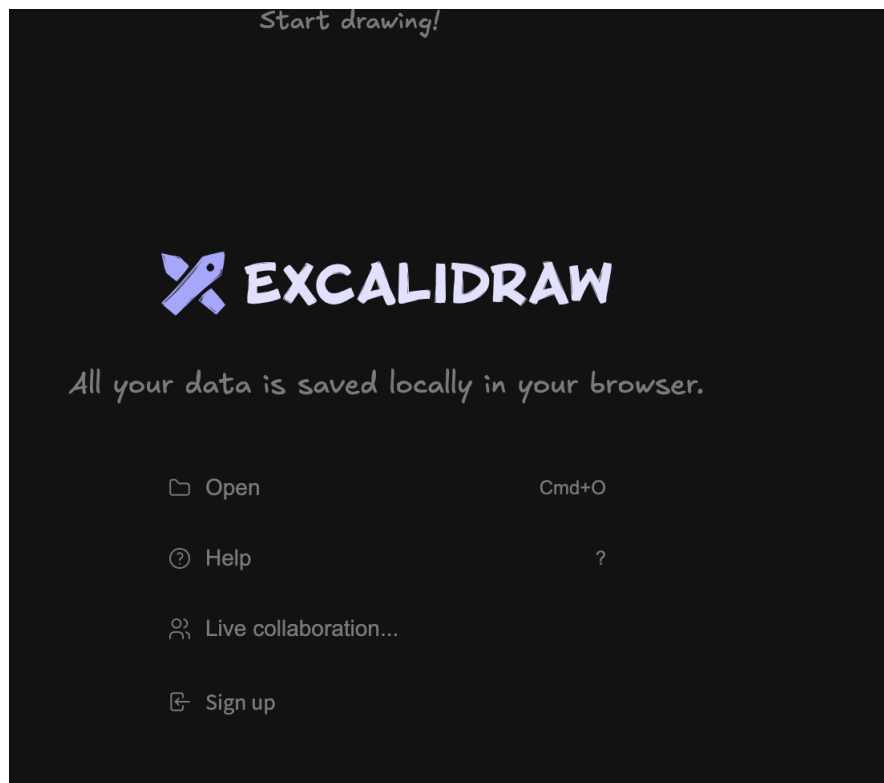 Start drawing!
EXCALIDRAW
All your data is saved locally in your browser.
Open Cmd+O
Help ?
Live collaboration...
Sign up